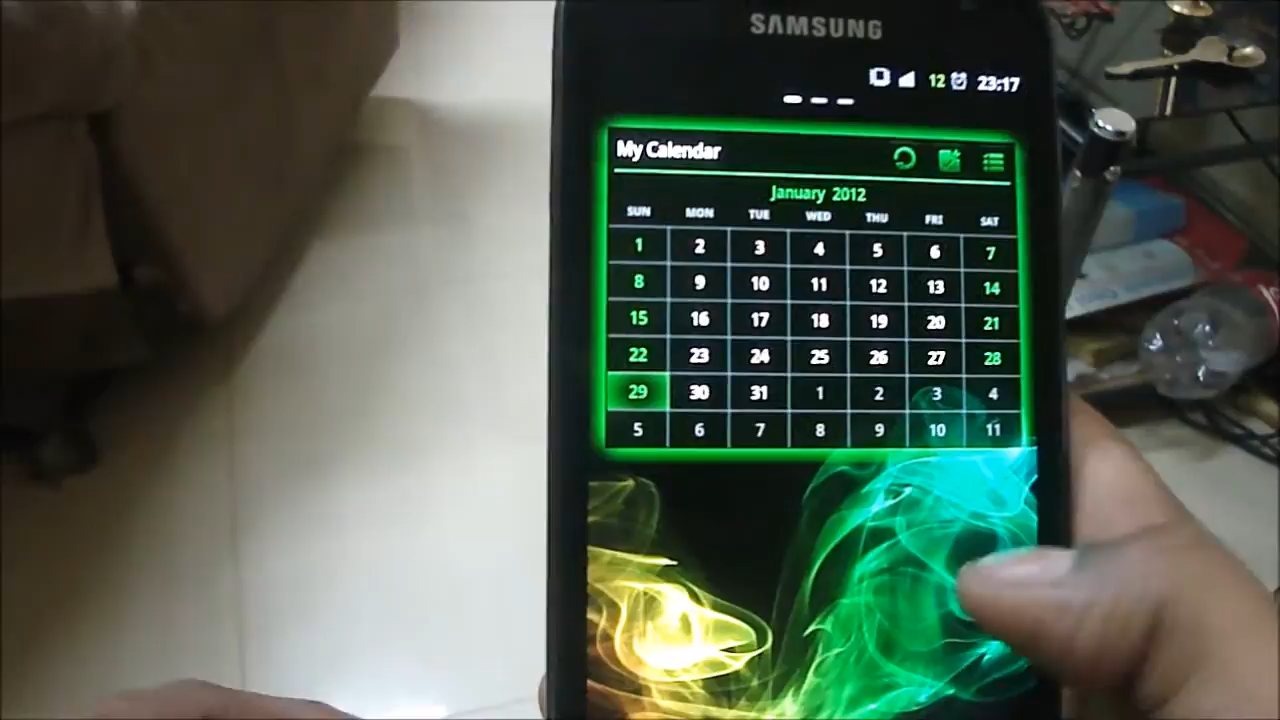 SAMSUNG
12 23:17
My Calendar
January 2012
SUN MON TUE WED THU FRI SAT
1 2 3 4 5 6 7
8 9 10 11 12 13 14
15 16 17 18 19 20 21
22 23 24 25 26 27 28
29 30 31 1 2 3 4
5 6 7 8 9 10 11